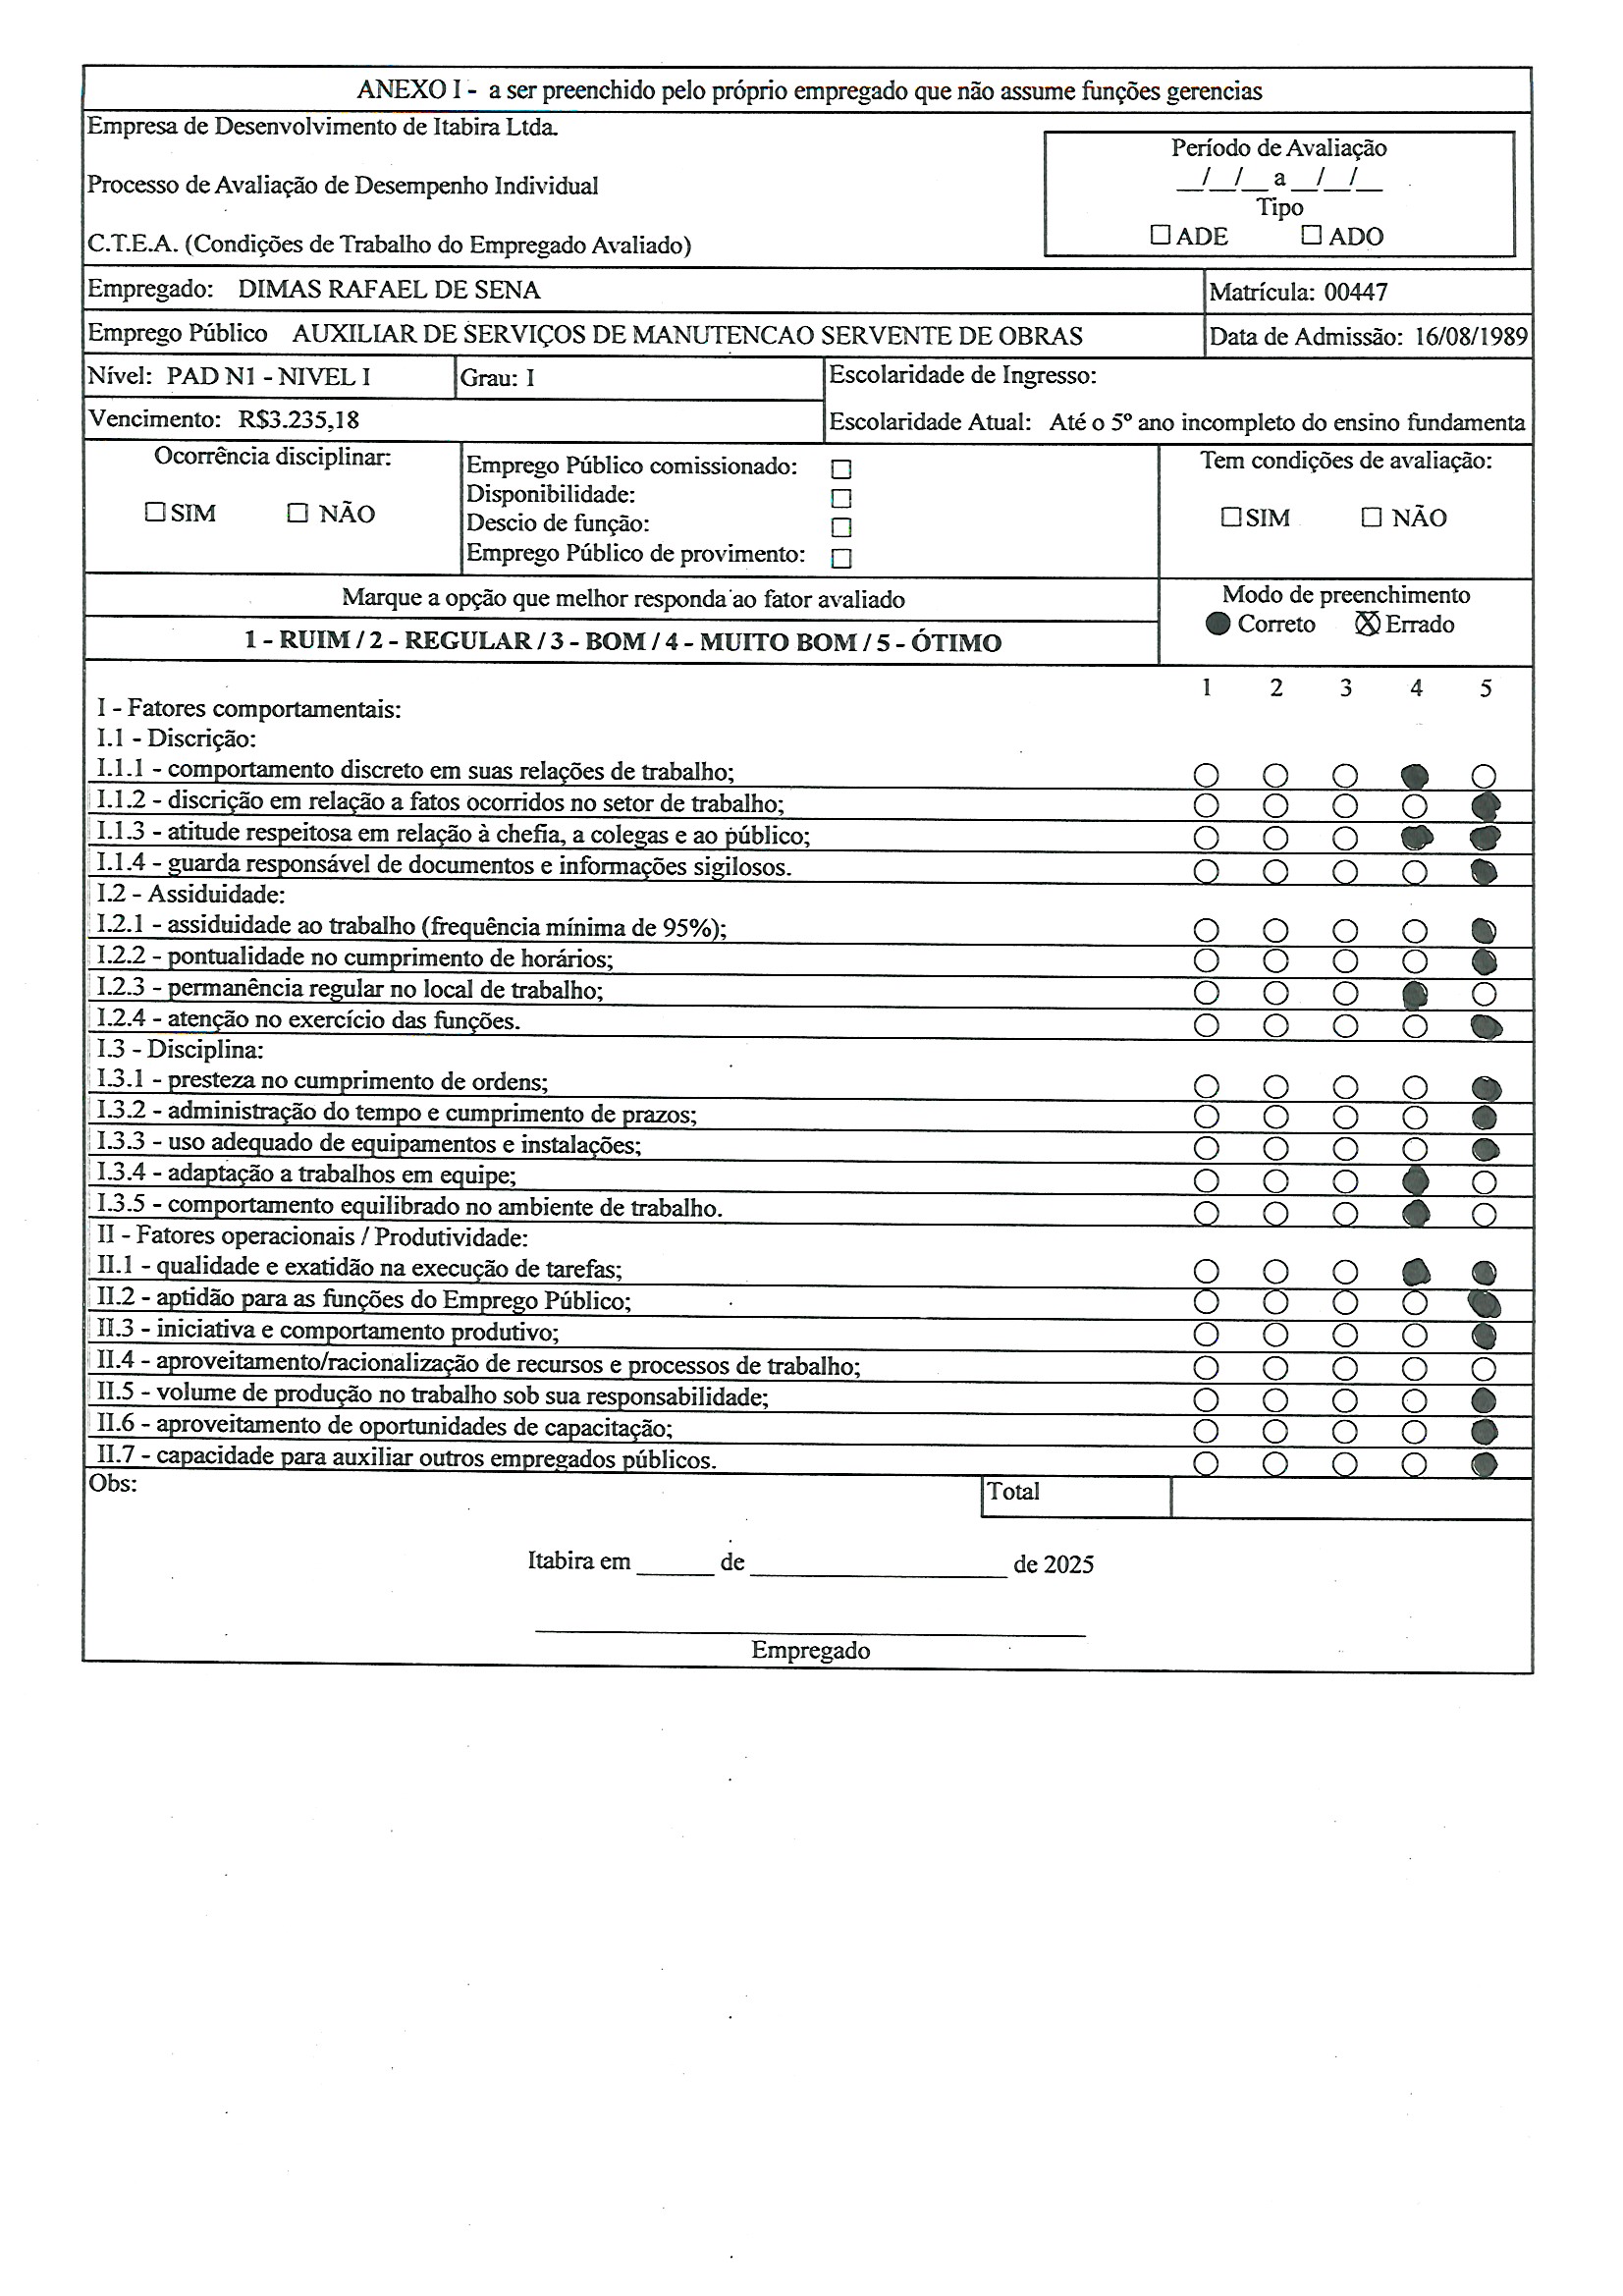 ANEXO I - a ser preenchido pelo próprio empregado que não assume funções gerencias
Empresa de Desenvolvimento de Itabira Ltda.
Processo de Avaliação de Desempenho Individual
C.T.E.A. (Condições de Trabalho do Empregado Avaliado)
Período de Avaliação
__/__/__ a __/__/__
Tipo
☐ ADE ☐ ADO
Empregado: DIMAS RAFAEL DE SENA
Matrícula: 00447
Emprego Público AUXILIAR DE SERVIÇOS DE MANUTENCAO SERVENTE DE OBRAS
Data de Admissão: 16/08/1989
Nível: PAD N1 - NIVEL I
Grau: I
Escolaridade de Ingresso:
Vencimento: R$3.235,18
Escolaridade Atual: Até o 5º ano incompleto do ensino fundamenta
Ocorrência disciplinar:
☐ SIM ☐ NÃO
Emprego Público comissionado: ☐
Disponibilidade: ☐
Descio de função: ☐
Emprego Público de provimento: ☐
Tem condições de avaliação:
☐ SIM ☐ NÃO
Marque a opção que melhor responda ao fator avaliado
1 - RUIM / 2 - REGULAR / 3 - BOM / 4 - MUITO BOM / 5 - ÓTIMO
Modo de preenchimento
Correto Errado
1 2 3 4 5
I - Fatores comportamentais:
I.1 - Discrição:
I.1.1 - comportamento discreto em suas relações de trabalho;
I.1.2 - discrição em relação a fatos ocorridos no setor de trabalho;
I.1.3 - atitude respeitosa em relação à chefia, a colegas e ao público;
I.1.4 - guarda responsável de documentos e informações sigilosos.
I.2 - Assiduidade:
I.2.1 - assiduidade ao trabalho (frequência mínima de 95%);
I.2.2 - pontualidade no cumprimento de horários;
I.2.3 - permanência regular no local de trabalho;
I.2.4 - atenção no exercício das funções.
I.3 - Disciplina:
I.3.1 - presteza no cumprimento de ordens;
I.3.2 - administração do tempo e cumprimento de prazos;
I.3.3 - uso adequado de equipamentos e instalações;
I.3.4 - adaptação a trabalhos em equipe;
I.3.5 - comportamento equilibrado no ambiente de trabalho.
II - Fatores operacionais / Produtividade:
II.1 - qualidade e exatidão na execução de tarefas;
II.2 - aptidão para as funções do Emprego Público;
II.3 - iniciativa e comportamento produtivo;
II.4 - aproveitamento/racionalização de recursos e processos de trabalho;
II.5 - volume de produção no trabalho sob sua responsabilidade;
II.6 - aproveitamento de oportunidades de capacitação;
II.7 - capacidade para auxiliar outros empregados públicos.
Obs:
Total
Itabira em ______ de ____________________ de 2025
Empregado